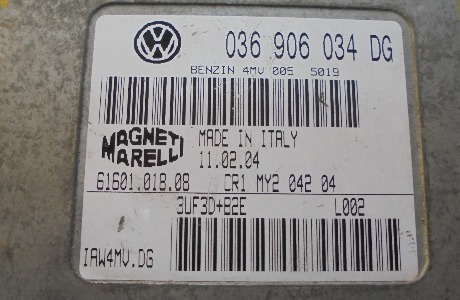 036 906 034 DG
BENZIN 4MV 005 5019
MAGNETI MARELLI
MADE IN ITALY
11.02.04
61601.018.08 CR1 MY2 042 04
3UF3D+B2E L002
IAW4MV.DG